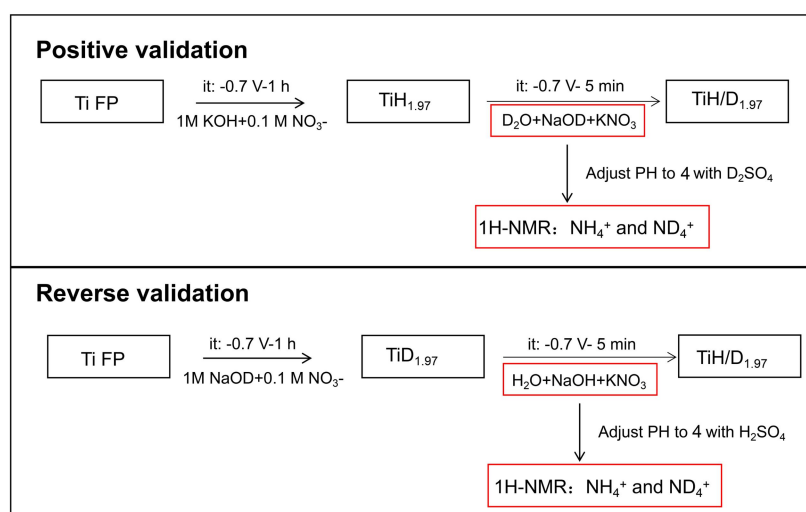 Positive validation
Ti FP
it: -0.7 V-1 h
1M KOH+0.1 M NO₃-
TiH₁.₉₇
it: -0.7 V- 5 min
D₂O+NaOD+KNO₃
TiH/D₁.₉₇
Adjust PH to 4 with D₂SO₄
1H-NMR：NH₄⁺ and ND₄⁺
Reverse validation
Ti FP
it: -0.7 V-1 h
1M NaOD+0.1 M NO₃-
TiD₁.₉₇
it: -0.7 V- 5 min
H₂O+NaOH+KNO₃
TiH/D₁.₉₇
Adjust PH to 4 with H₂SO₄
1H-NMR：NH₄⁺ and ND₄⁺